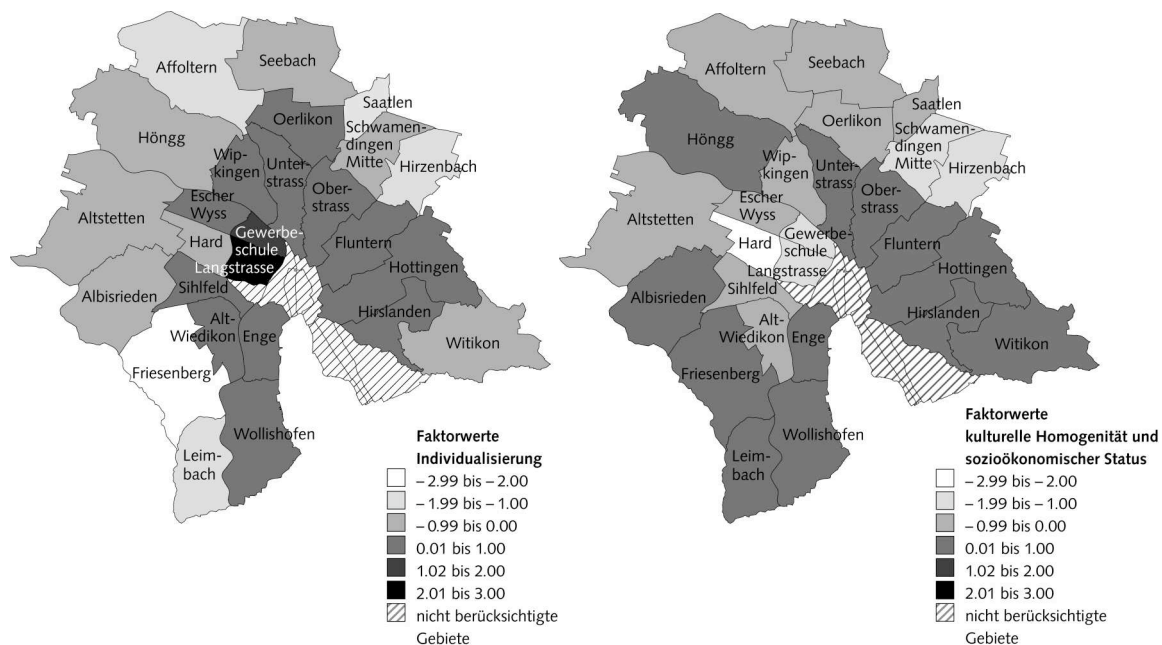 Affoltern
Seebach
Saatlen
Oerlikon
Schwamen-
dingen
Mitte
Höngg
Wip-
kingen
Unter-
strass
Hirzenbach
Ober-
strass
Escher
Wyss
Altstetten
Gewerbe-
schule
Hard
Fluntern
Langstrasse
Hottingen
Sihlfeld
Albisrieden
Hirslanden
Alt-
Wiedikon
Enge
Witikon
Friesenberg
Wollishofen
Leim-
bach
Faktorwerte
Individualisierung
– 2.99 bis – 2.00
– 1.99 bis – 1.00
– 0.99 bis 0.00
0.01 bis 1.00
1.02 bis 2.00
2.01 bis 3.00
nicht berücksichtigte
Gebiete
Affoltern
Seebach
Saatlen
Oerlikon
Schwamen-
dingen
Mitte
Höngg
Wip-
kingen
Unter-
strass
Hirzenbach
Ober-
strass
Escher
Wyss
Altstetten
Gewerbe-
schule
Hard
Fluntern
Langstrasse
Hottingen
Sihlfeld
Albisrieden
Hirslanden
Alt-
Wiedikon
Enge
Witikon
Friesenberg
Wollishofen
Leim-
bach
Faktorwerte
kulturelle Homogenität und
sozioökonomischer Status
– 2.99 bis – 2.00
– 1.99 bis – 1.00
– 0.99 bis 0.00
0.01 bis 1.00
1.02 bis 2.00
2.01 bis 3.00
nicht berücksichtigte
Gebiete